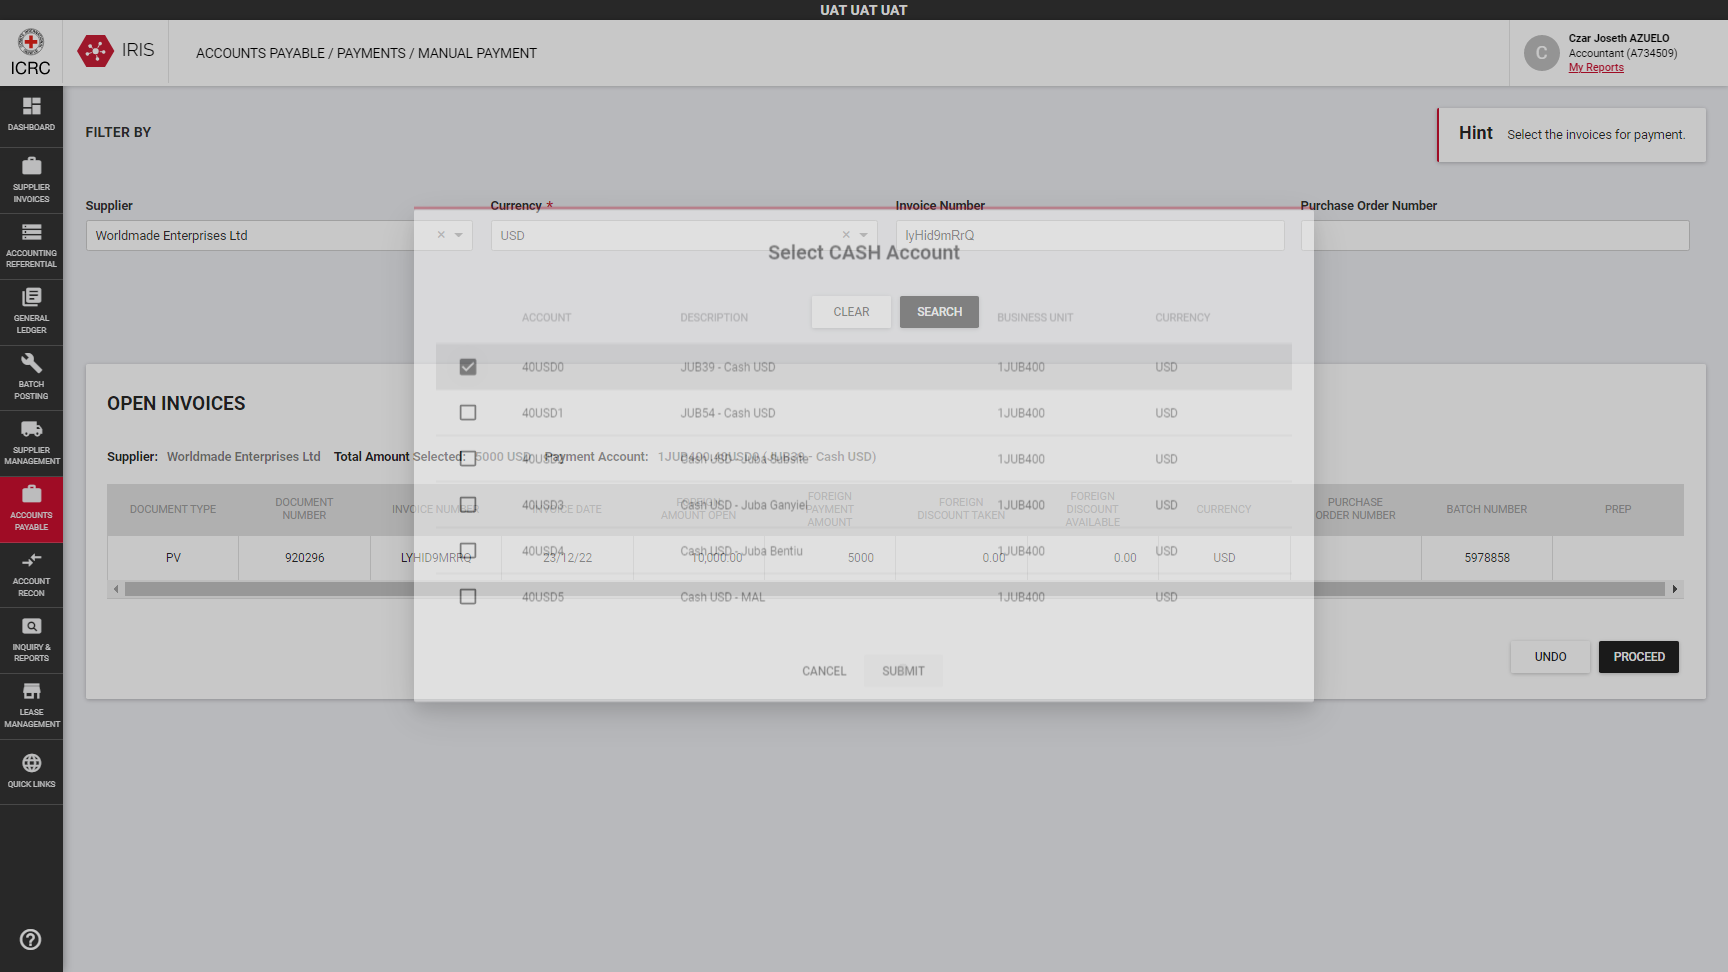 UAT UAT UAT
ICRC
IRIS
ACCOUNTS PAYABLE / PAYMENTS / MANUAL PAYMENT
C
Czar Joseth AZUELO
Accountant (A734509)
My Reports
DASHBOARD
SUPPLIER
INVOICES
ACCOUNTING
REFERENTIAL
GENERAL
LEDGER
BATCH
POSTING
SUPPLIER
MANAGEMENT
ACCOUNTS
PAYABLE
ACCOUNT
RECON
INQUIRY &
REPORTS
LEASE
MANAGEMENT
QUICK LINKS
FILTER BY
Hint Select the invoices for payment.
Supplier Currency * Invoice Number Purchase Order Number
Worldmade Enterprises Ltd USD lyHid9mRrQ
Select CASH Account
CLEAR SEARCH
ACCOUNT DESCRIPTION BUSINESS UNIT CURRENCY
40USD0 JUB39 - Cash USD 1JUB400 USD
40USD1 JUB54 - Cash USD 1JUB400 USD
40USD2 Cash USD - Juba Subsite 1JUB400 USD
40USD3 Cash USD - Juba Ganyiel 1JUB400 USD
40USD4 Cash USD - Juba Bentiu 1JUB400 USD
40USD5 Cash USD - MAL 1JUB400 USD
CANCEL SUBMIT
OPEN INVOICES
Supplier: Worldmade Enterprises Ltd Total Amount Selected: 5000 USD Payment Account: 1JUB400.40USD0 (JUB39 - Cash USD)
DOCUMENT TYPE DOCUMENT NUMBER INVOICE NUMBER INVOICE DATE FOREIGN AMOUNT OPEN FOREIGN PAYMENT AMOUNT FOREIGN DISCOUNT TAKEN FOREIGN DISCOUNT AVAILABLE CURRENCY PURCHASE ORDER NUMBER BATCH NUMBER PREP
PV 920296 LYHID9MRRQ 23/12/22 10,000.00 5000 0.00 0.00 USD 5978858
UNDO PROCEED